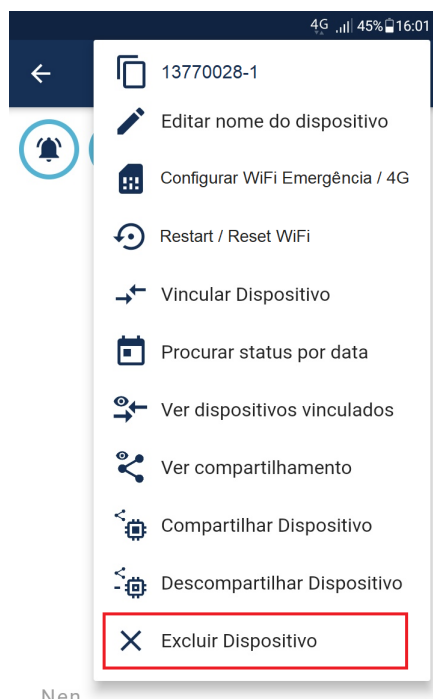 4G 45% 16:01
13770028-1
Editar nome do dispositivo
Configurar WiFi Emergência / 4G
Restart / Reset WiFi
Vincular Dispositivo
Procurar status por data
Ver dispositivos vinculados
Ver compartilhamento
Compartilhar Dispositivo
Descompartilhar Dispositivo
Excluir Dispositivo
Nen